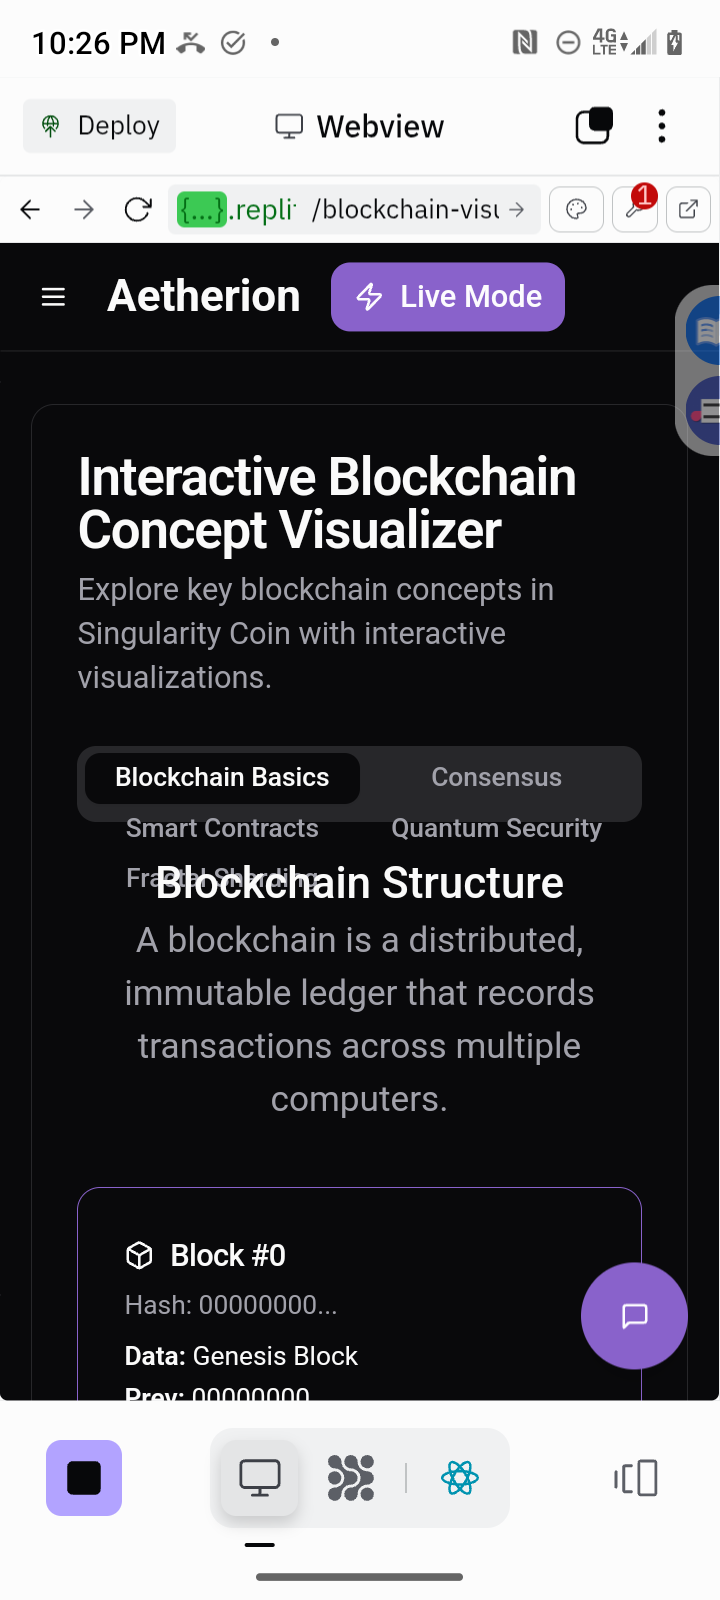 10:26 PM
4G
LTE
Deploy
Webview
{...}.repli /blockchain-visu
1
Aetherion
Live Mode
Interactive Blockchain
Concept Visualizer
Explore key blockchain concepts in
Singularity Coin with interactive
visualizations.
Blockchain Basics
Consensus
Smart Contracts
Quantum Security
Fractal Sharding
Blockchain Structure
A blockchain is a distributed,
immutable ledger that records
transactions across multiple
computers.
Block #0
Hash: 00000000...
Data: Genesis Block
Prev: 00000000